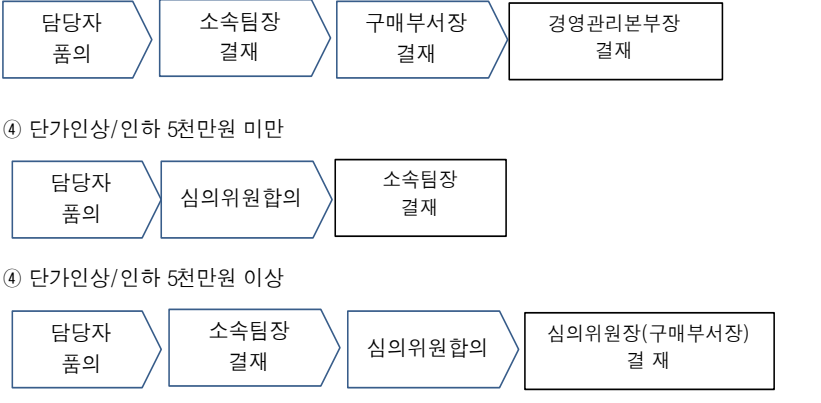 담당자
품의
소속팀장
결재
구매부서장
결재
경영관리본부장
결재
④ 단가인상/인하 5천만원 미만
담당자
품의
심의위원합의
소속팀장
결재
④ 단가인상/인하 5천만원 이상
담당자
품의
소속팀장
결재
심의위원합의
심의위원장(구매부서장)
결 재